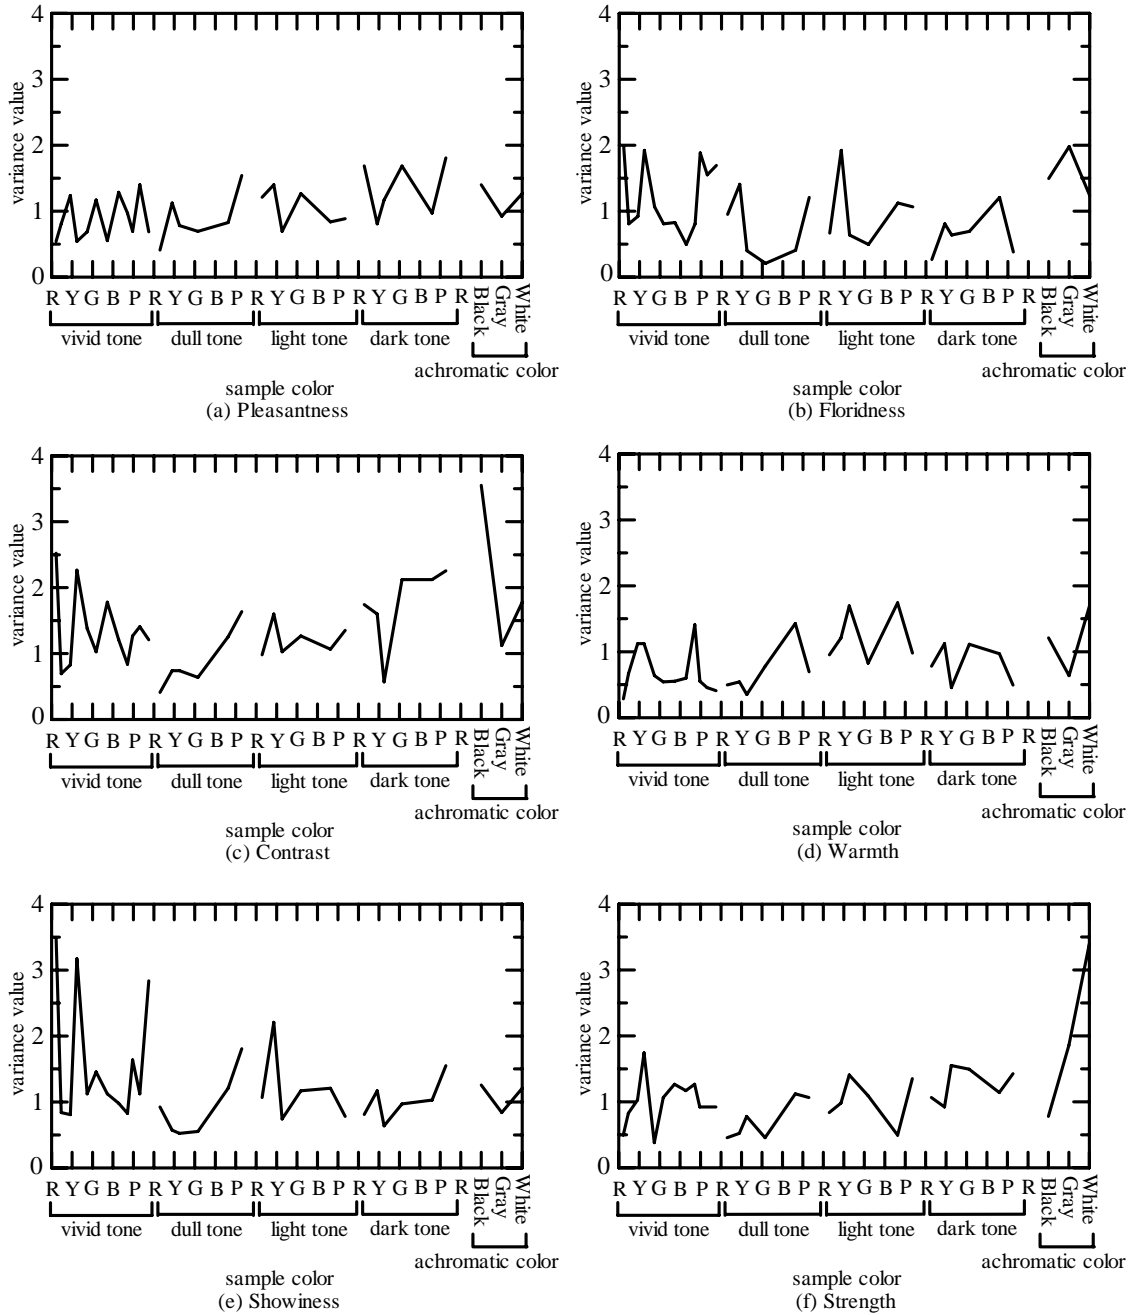 4
3
2
1
0
variance value
R Y G B P R Y G B P R Y G B P R Y G B P R
Black
Gray
White
vivid tone dull tone light tone dark tone
achromatic color
sample color
(a) Pleasantness
4
3
2
1
0
variance value
R Y G B P R Y G B P R Y G B P R Y G B P R
Black
Gray
White
vivid tone dull tone light tone dark tone
achromatic color
sample color
(b) Floridness
4
3
2
1
0
variance value
R Y G B P R Y G B P R Y G B P R Y G B P R
Black
Gray
White
vivid tone dull tone light tone dark tone
achromatic color
sample color
(c) Contrast
4
3
2
1
0
variance value
R Y G B P R Y G B P R Y G B P R Y G B P R
Black
Gray
White
vivid tone dull tone light tone dark tone
achromatic color
sample color
(d) Warmth
4
3
2
1
0
variance value
R Y G B P R Y G B P R Y G B P R Y G B P R
Black
Gray
White
vivid tone dull tone light tone dark tone
achromatic color
sample color
(e) Showiness
4
3
2
1
0
variance value
R Y G B P R Y G B P R Y G B P R Y G B P R
Black
Gray
White
vivid tone dull tone light tone dark tone
achromatic color
sample color
(f) Strength